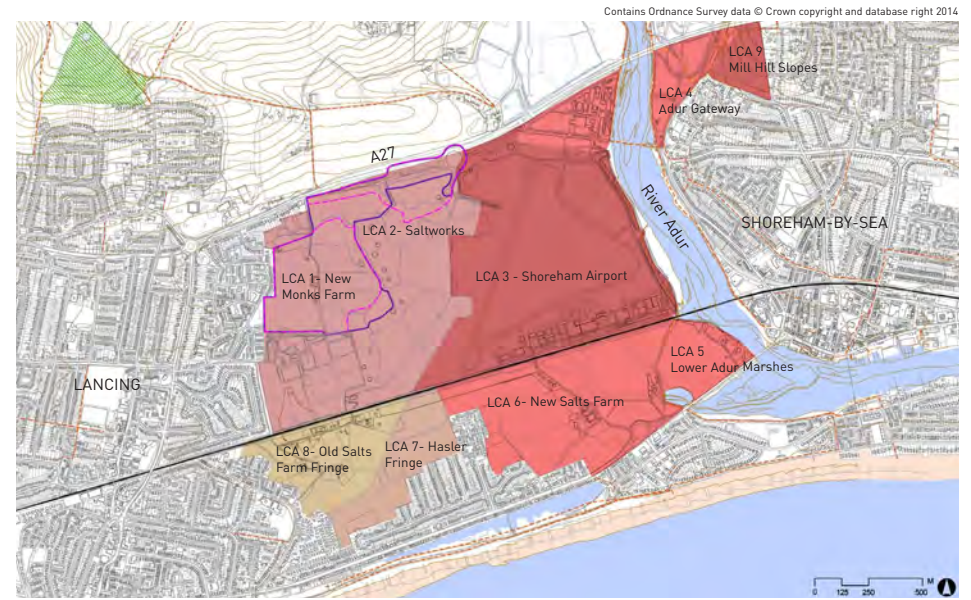 Contains Ordnance Survey data © Crown copyright and database right 2014
LCA 9
Mill Hill Slopes
LCA 4
Adur Gateway
A27
River Adur
SHOREHAM-BY-SEA
LCA 2- Saltworks
LCA 1- New
Monks Farm
LCA 3 - Shoreham Airport
LCA 5
Lower Adur Marshes
LANCING
LCA 6- New Salts Farm
LCA 7- Hasler
Fringe
LCA 8- Old Salts
Farm Fringe
M
0 125 250 500